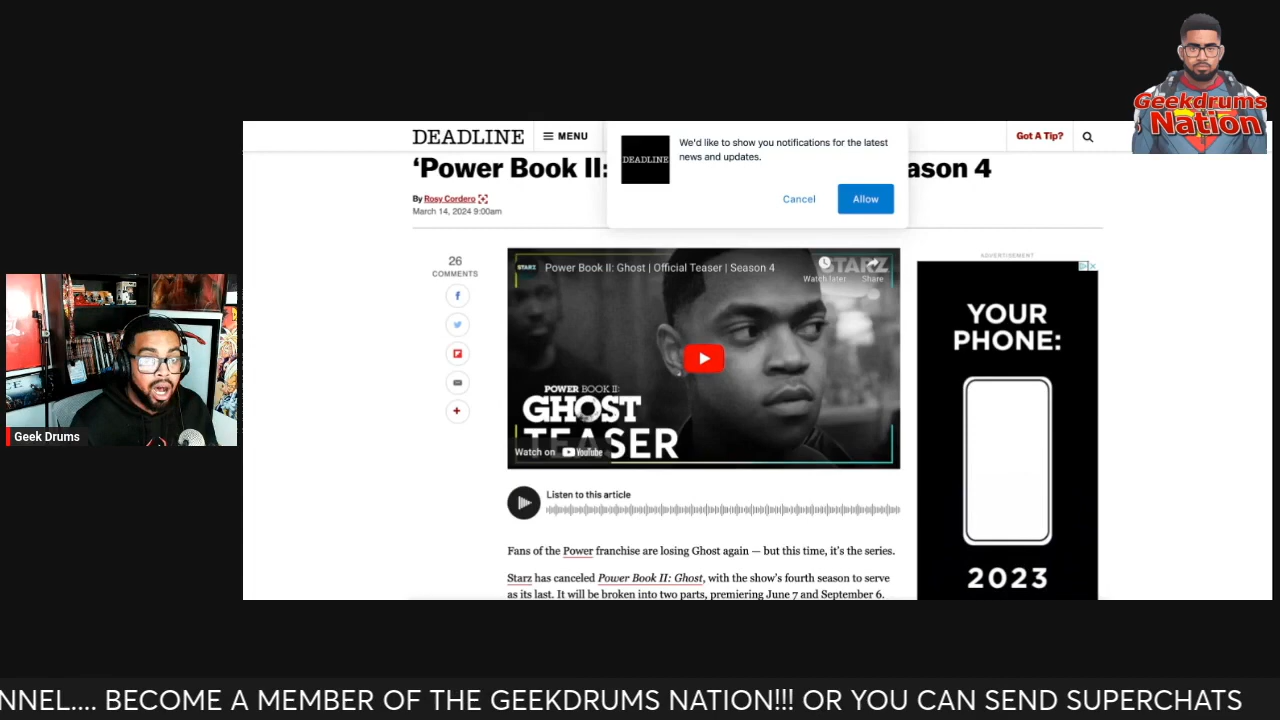 Geekdrums
Nation
DEADLINE
MENU
DEADLINE
We'd like to show you notifications for the latest
news and updates.
Cancel
Allow
Got A Tip?
‘Power Book II:
ason 4
By Rosy Cordero
March 14, 2024 9:00am
26
COMMENTS
STARZ
Power Book II: Ghost | Official Teaser | Season 4
STARZ
Watch later
Share
POWER BOOK II:
GHOST
TEASER
Watch on YouTube
ADVERTISEMENT
YOUR
PHONE:
2023
Listen to this article
Fans of the Power franchise are losing Ghost again — but this time, it’s the series.
Starz has canceled Power Book II: Ghost, with the show’s fourth season to serve
as its last. It will be broken into two parts, premiering June 7 and September 6.
Geek Drums
NNEL.... BECOME A MEMBER OF THE GEEKDRUMS NATION!!! OR YOU CAN SEND SUPERCHATS